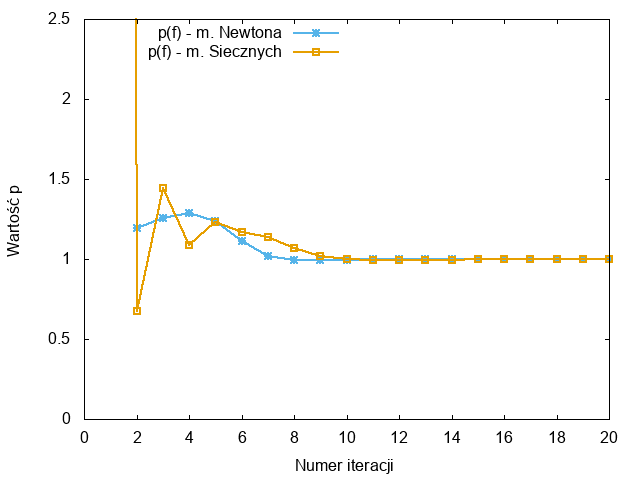 p(f) - m. Newtona
p(f) - m. Siecznych
2.5
2
1.5
1
0.5
0
Wartość p
0 2 4 6 8 10 12 14 16 18 20
Numer iteracji